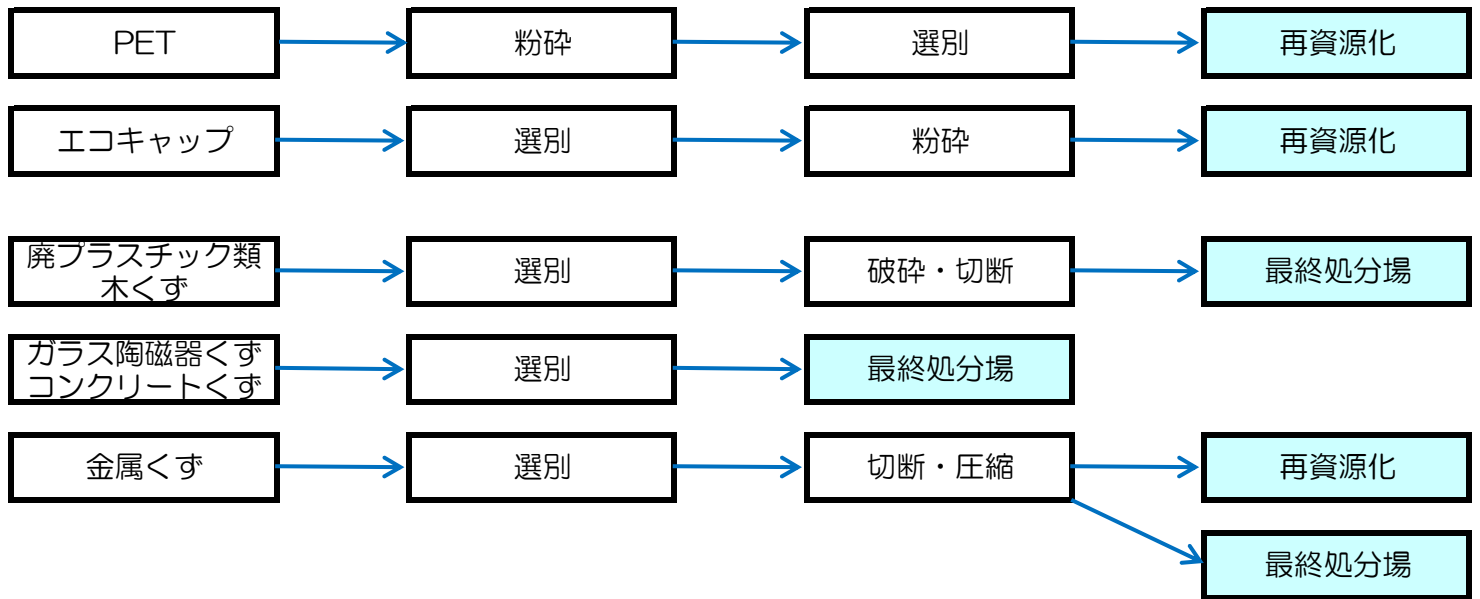 PET
粉砕
選別
再資源化
エコキャップ
選別
粉砕
再資源化
廃プラスチック類
木くず
選別
破砕・切断
最終処分場
ガラス陶磁器くず
コンクリートくず
選別
最終処分場
金属くず
選別
切断・圧縮
再資源化
最終処分場